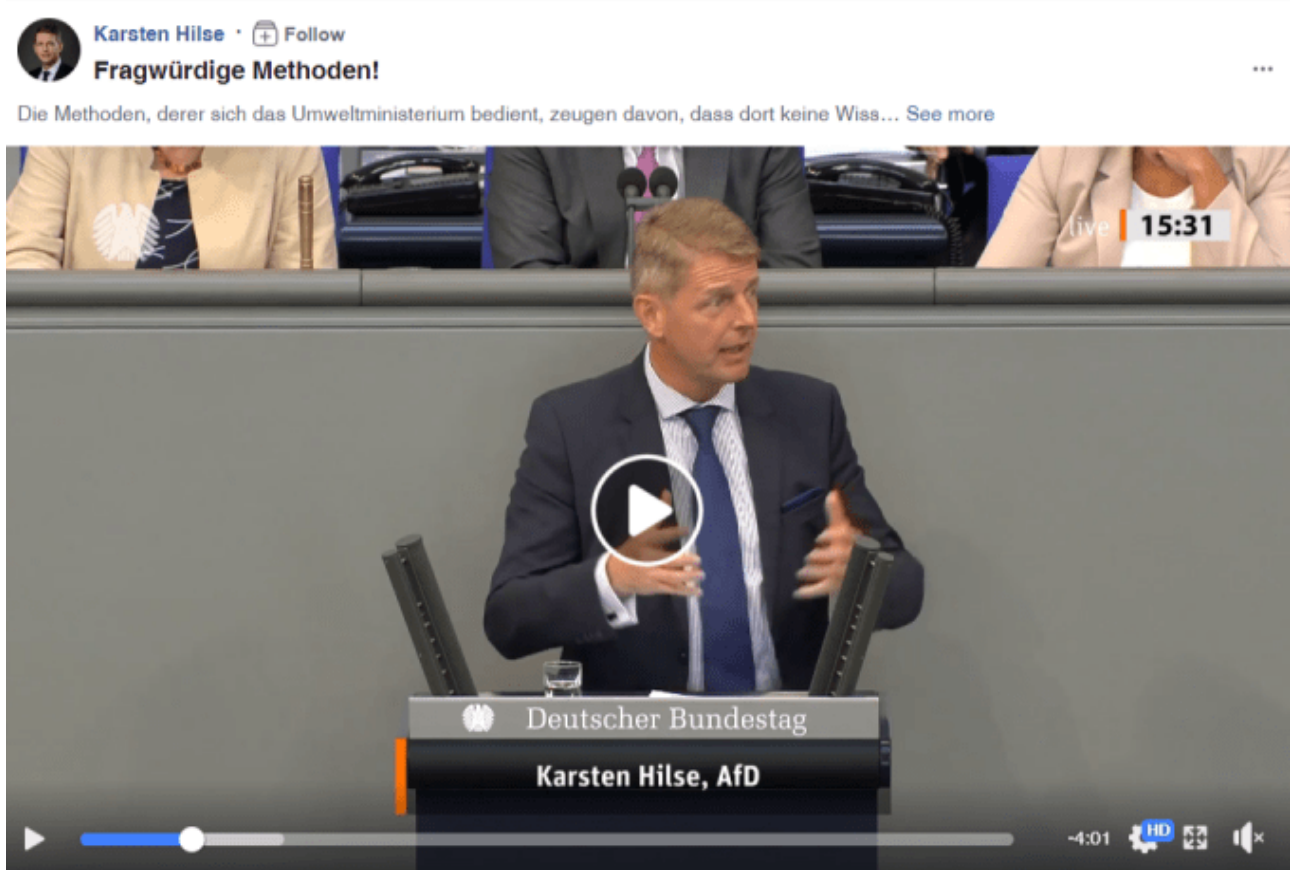 Karsten Hilse · Follow
Fragwürdige Methoden!
Die Methoden, derer sich das Umweltministerium bedient, zeugen davon, dass dort keine Wiss... See more
live 15:31
Deutscher Bundestag
Karsten Hilse, AfD
-4:01 HD